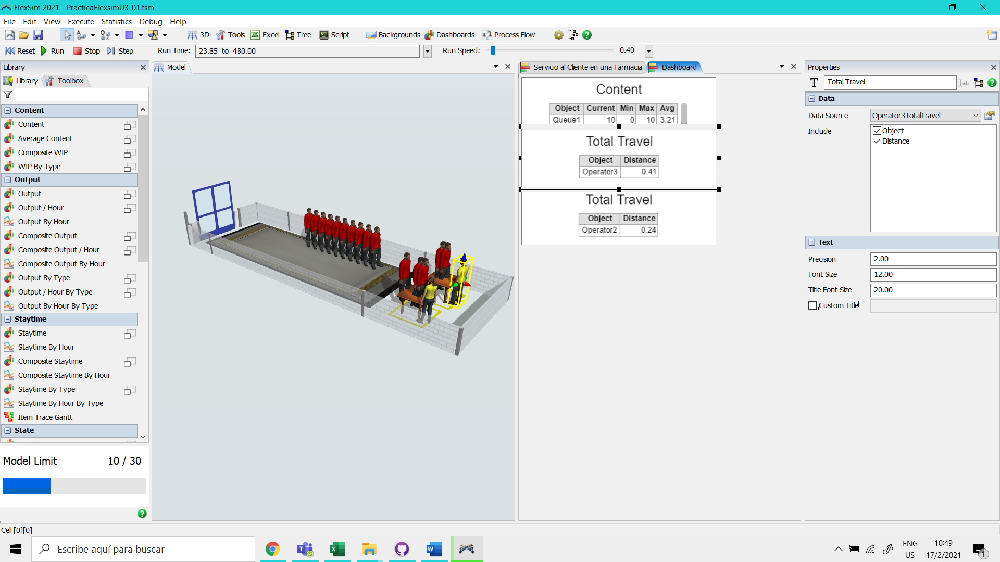 FlexSim 2021 - PracticaFlexsimU3_01.fsm
File Edit View Execute Statistics Debug Help
3D Tools Excel Tree Script Backgrounds Dashboards Process Flow
Reset Run Stop Step Run Time: 23.85 to 480.00 Run Speed: 0.40
Library
Library Toolbox
Content
Content
Average Content
Composite WIP
WIP By Type
Output
Output
Output / Hour
Output By Hour
Composite Output
Composite Output / Hour
Composite Output By Hour
Output By Type
Output / Hour By Type
Output By Hour By Type
Staytime
Staytime
Staytime By Hour
Composite Staytime
Composite Staytime By Hour
Staytime By Type
Staytime By Hour By Type
Item Trace Gantt
State
Model Limit 10 / 30
Model
Servicio al Cliente en una Farmacia Dashboard
Content
Object Current Min Max Avg
Queue1 10 0 10 3.21
Total Travel
Object Distance
Operator3 0.41
Total Travel
Object Distance
Operator2 0.24
Properties
T Total Travel
Data
Data Source Operator3TotalTravel
Include Object
Distance
Text
Precision 2.00
Font Size 12.00
Title Font Size 20.00
Custom Title
Cell [0][0]
Escribe aquí para buscar
ENG
US
10:49
17/2/2021
1